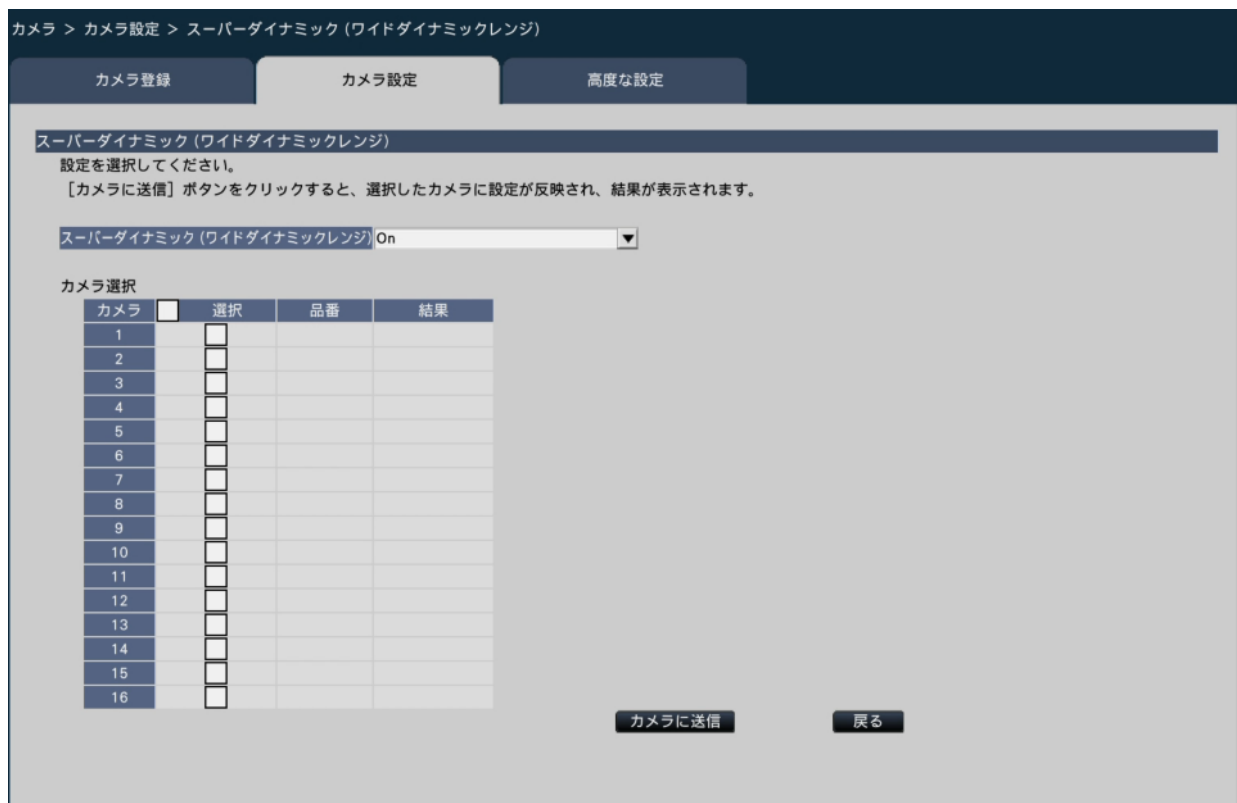 カメラ > カメラ設定 > スーパーダイナミック (ワイドダイナミックレンジ)
カメラ登録 カメラ設定 高度な設定
スーパーダイナミック (ワイドダイナミックレンジ)
設定を選択してください。
［カメラに送信］ボタンをクリックすると、選択したカメラに設定が反映され、結果が表示されます。
スーパーダイナミック (ワイドダイナミックレンジ) On
カメラ選択
カメラ 選択 品番 結果
1
2
3
4
5
6
7
8
9
10
11
12
13
14
15
16
カメラに送信 戻る